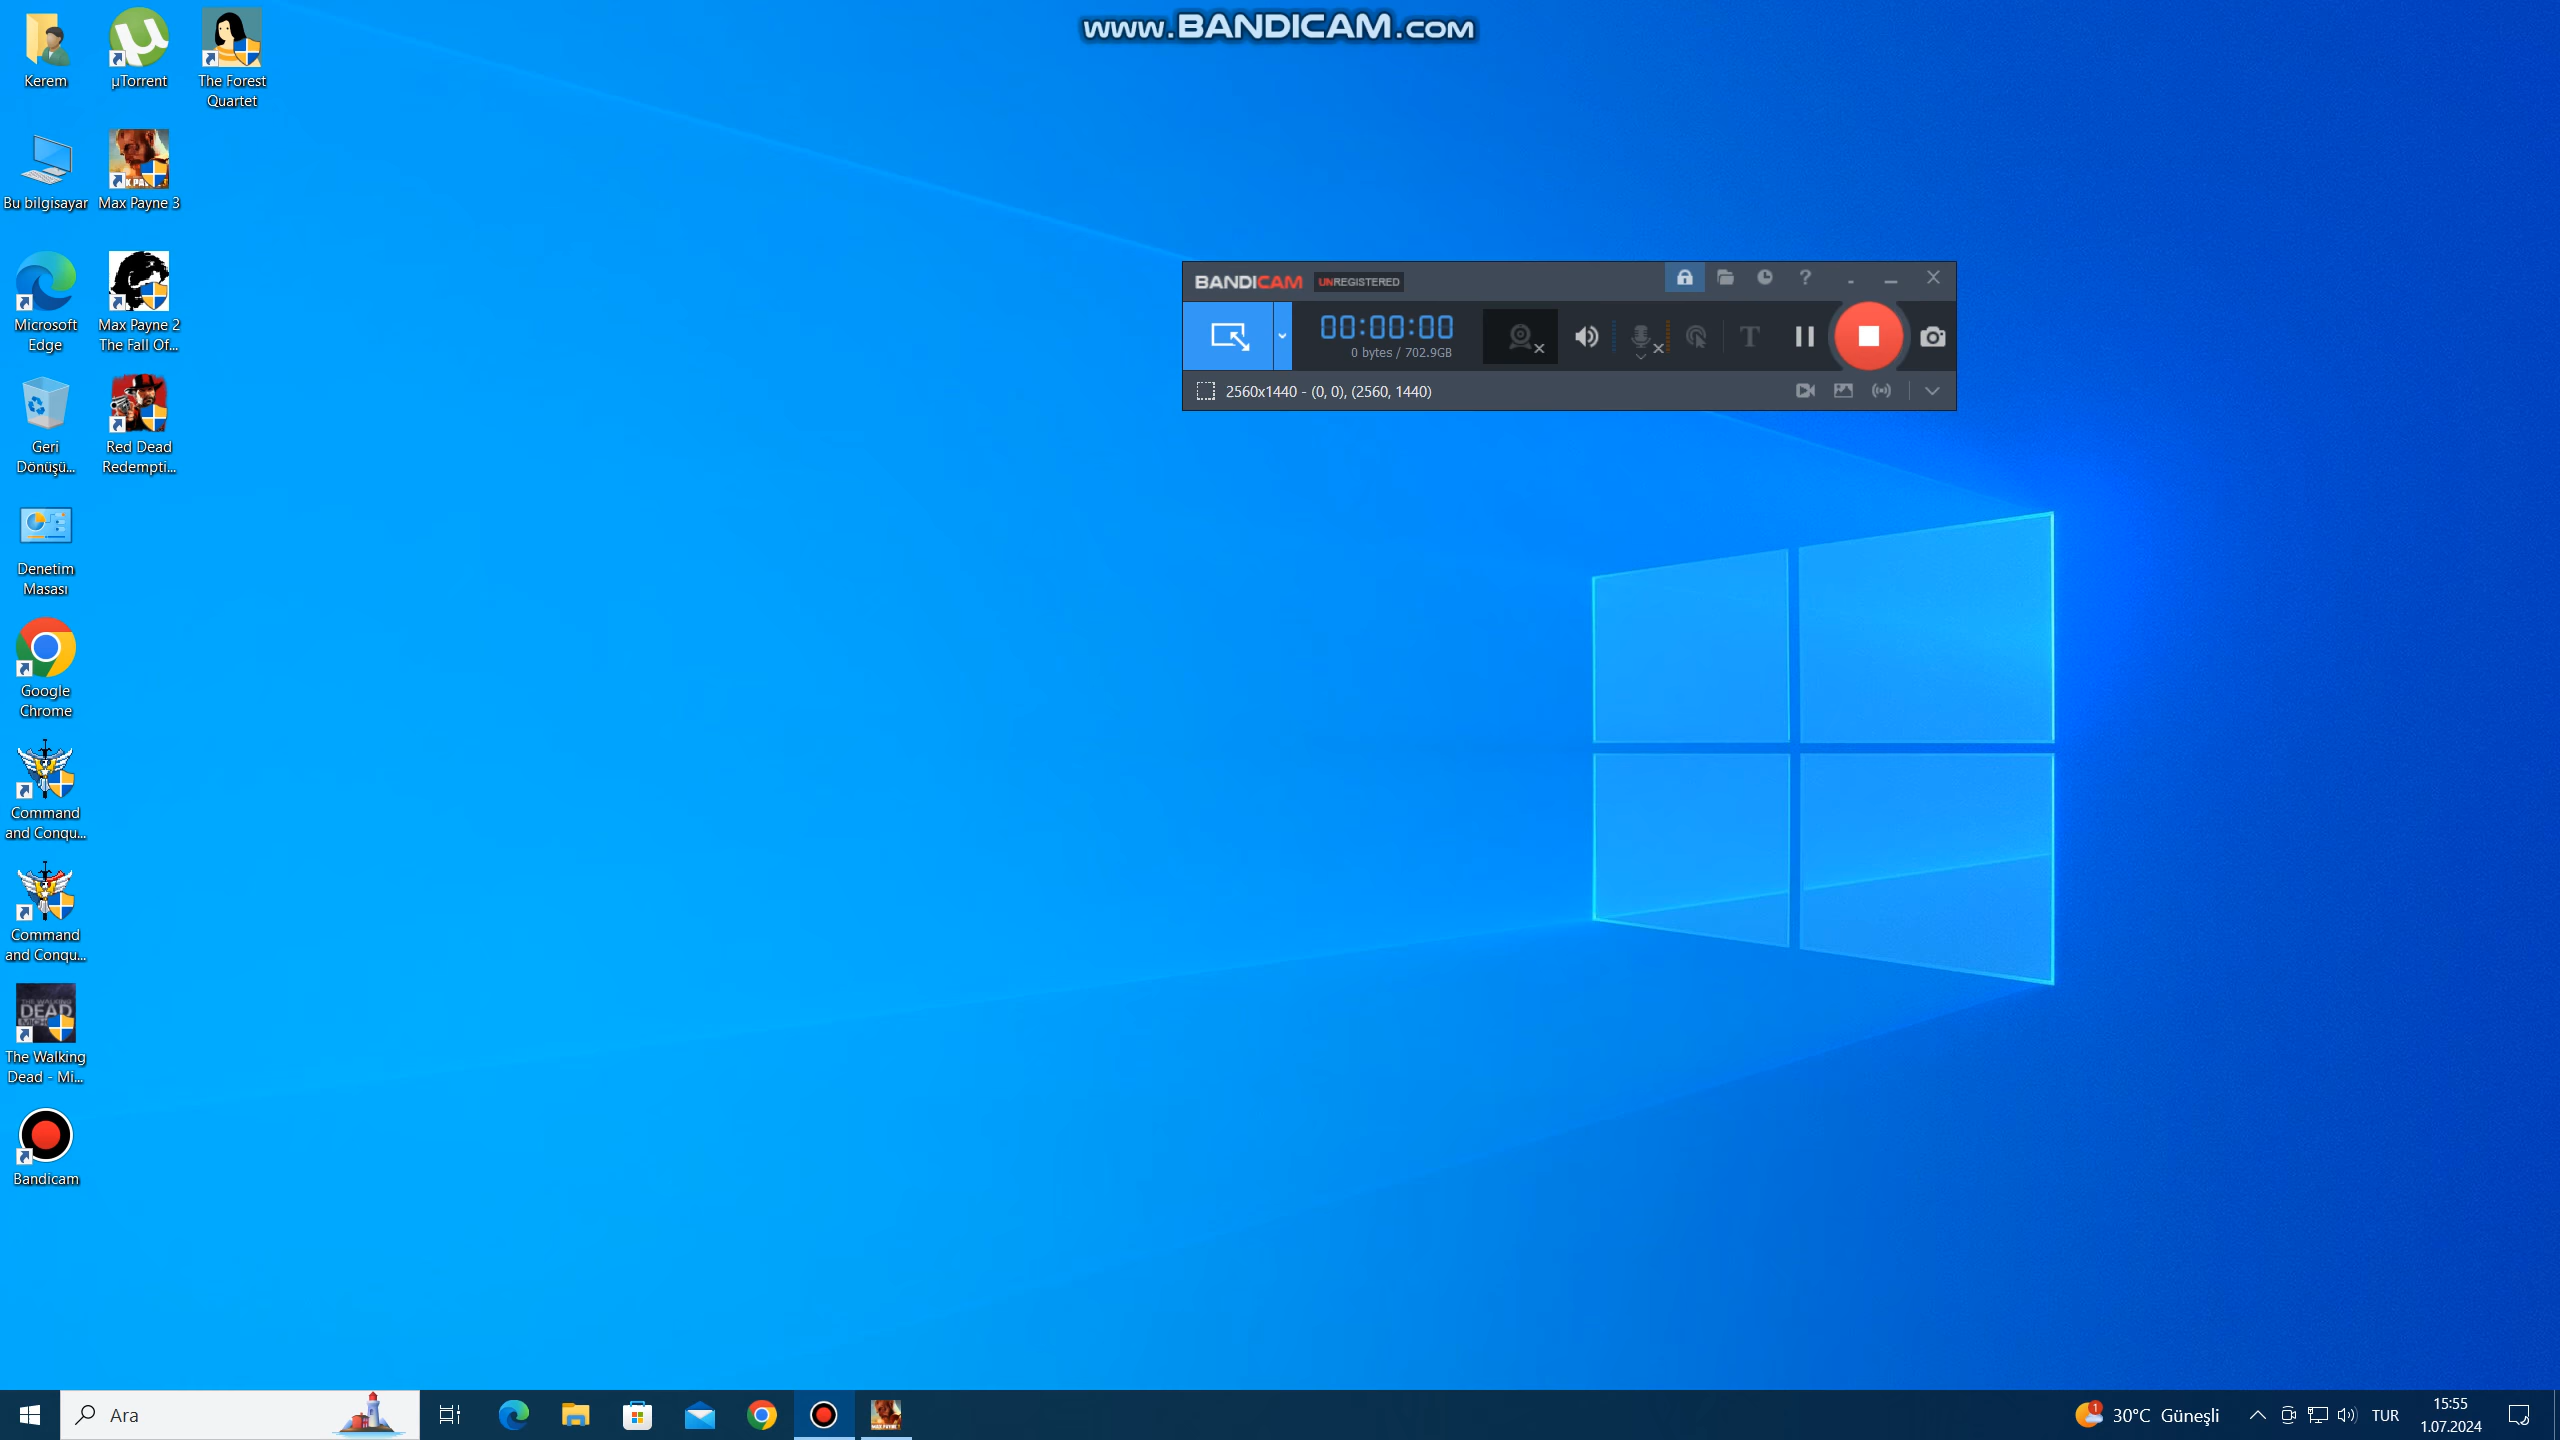 www.BANDICAM.com
Kerem
µTorrent
The Forest
Quartet
Bu bilgisayar
Max Payne 3
Microsoft
Edge
Max Payne 2
The Fall Of...
Geri
Dönüşü...
Red Dead
Redempti...
Denetim
Masası
Google
Chrome
Command
and Conqu...
Command
and Conqu...
The Walking
Dead - Mi...
Bandicam
BANDICAM UNREGISTERED
00:00:00
0 bytes / 702.9GB
T
2560x1440 - (0, 0), (2560, 1440)
Ara
1
30°C Güneşli
TUR
15:55
1.07.2024